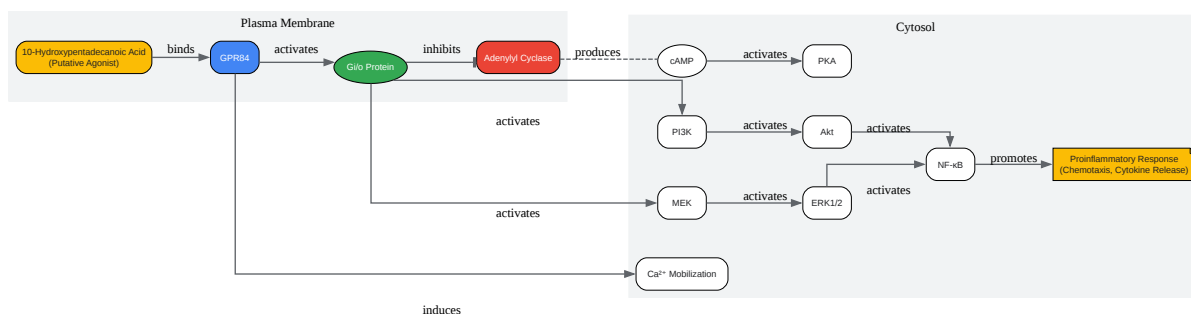 Plasma Membrane
Cytosol
10-Hydroxypentadecanoic Acid
(Putative Agonist)
binds
GPR84
activates
Gi/o Protein
inhibits
Adenylyl Cyclase
produces
cAMP
activates
PKA
activates
PI3K
activates
Akt
activates
NF-κB
promotes
Proinflammatory Response
(Chemotaxis, Cytokine Release)
activates
MEK
activates
ERK1/2
activates
Ca²⁺ Mobilization
induces